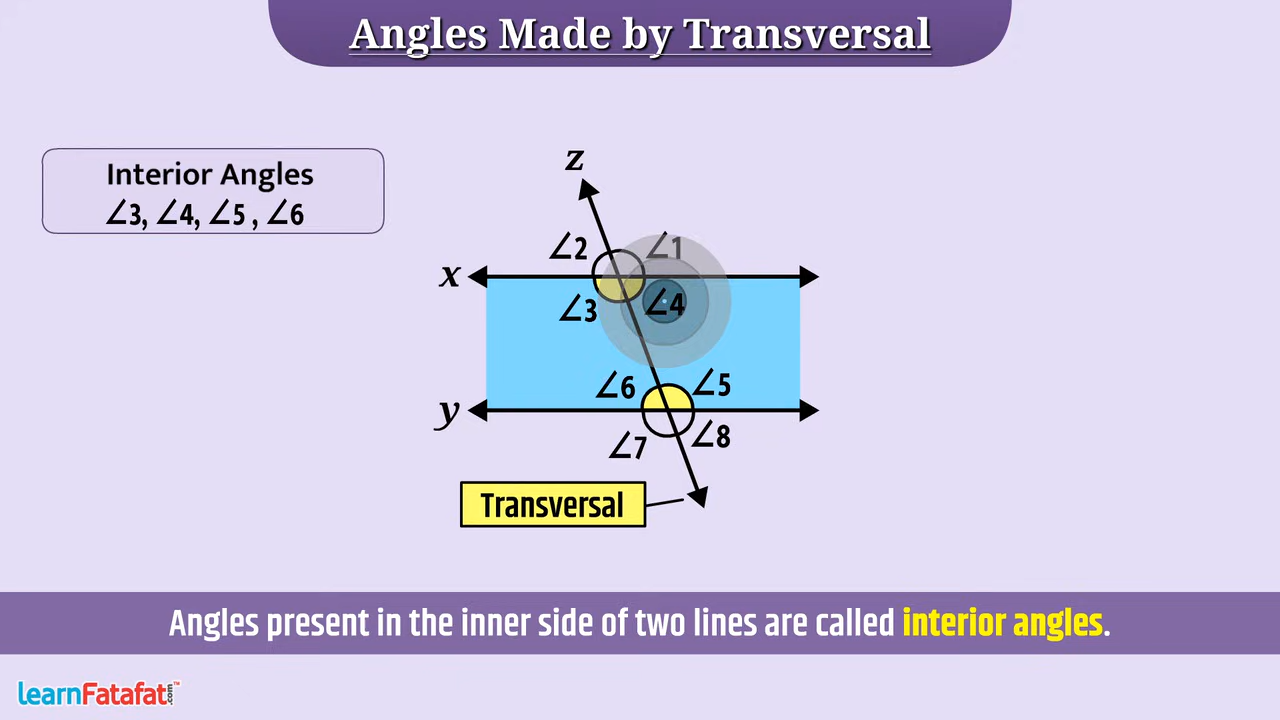 Angles Made by Transversal
Interior Angles
∠3, ∠4, ∠5 , ∠6
z
∠2 ∠1
x
∠3 ∠4
∠6 ∠5
y
∠7 ∠8
Transversal
Angles present in the inner side of two lines are called interior angles.
LearnFatafat.com™